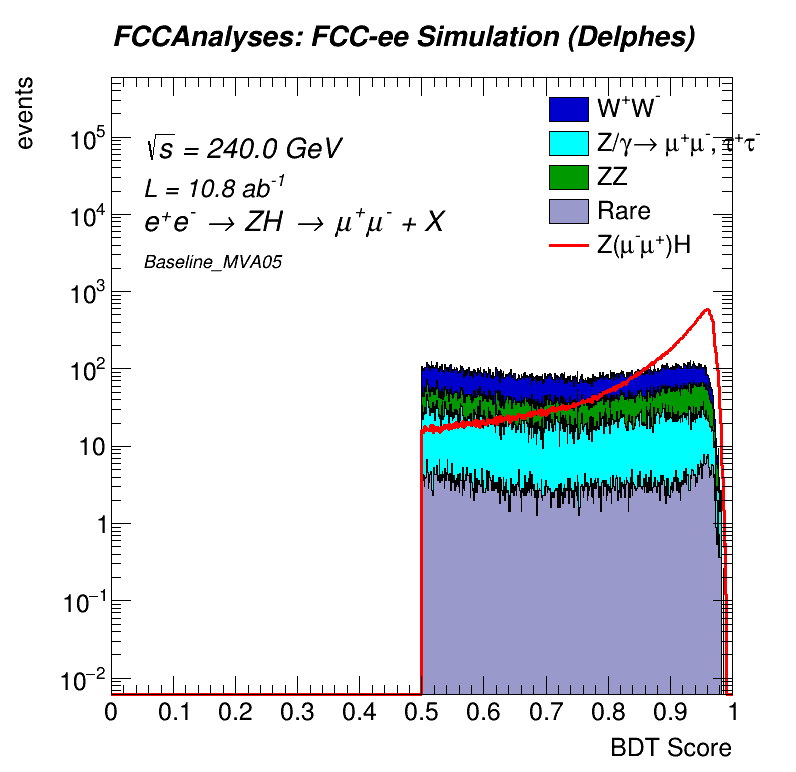 FCCAnalyses: FCC-ee Simulation (Delphes)
events
√s = 240.0 GeV
L = 10.8 ab⁻¹
e⁺e⁻ → ZH → μ⁺μ⁻ + X
Baseline_MVA05
W⁺W⁻
Z/γ→ μ⁺μ⁻, τ⁺τ⁻
ZZ
Rare
Z(μ⁻μ⁺)H
10⁵
10⁴
10³
10²
10
1
10⁻¹
10⁻²
0 0.1 0.2 0.3 0.4 0.5 0.6 0.7 0.8 0.9 1
BDT Score